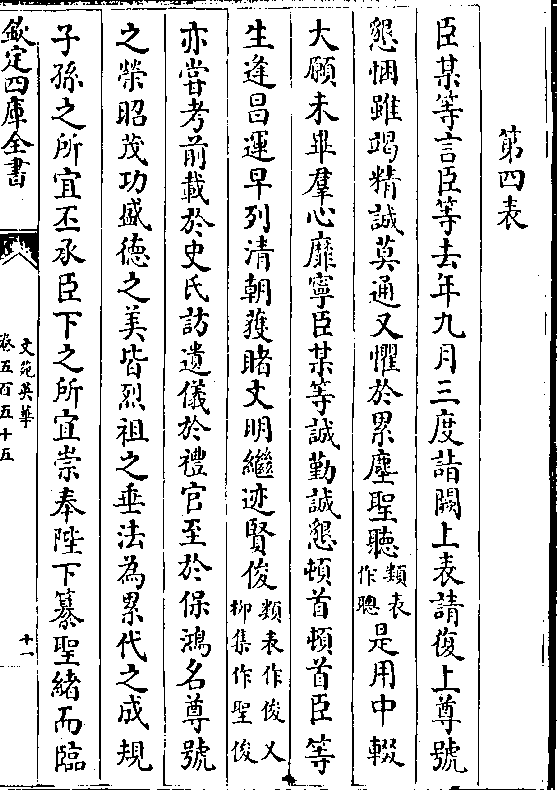 第四表
臣某等言臣等去年九月三度詣闕上表請復上尊號
懇悃雖竭精誠莫通又懼於累塵聖聽類表作聰是用中輟
大願未畢羣心靡寧臣某等誠勤誠懇頓首頓首臣等
生逢昌運早列清朝獲睹文明繼迹賢俊類表作俊乂柳集作聖俊
亦嘗考前載於史氏訪遺儀於禮官至於保鴻名尊號
之榮昭茂功盛德之美皆烈祖之垂法為累代之成規
子孫之所宜丕承臣下之所宜崇奉陛下纂聖緒而臨
欽定四庫全書
文苑英華
卷五百五十五
十一